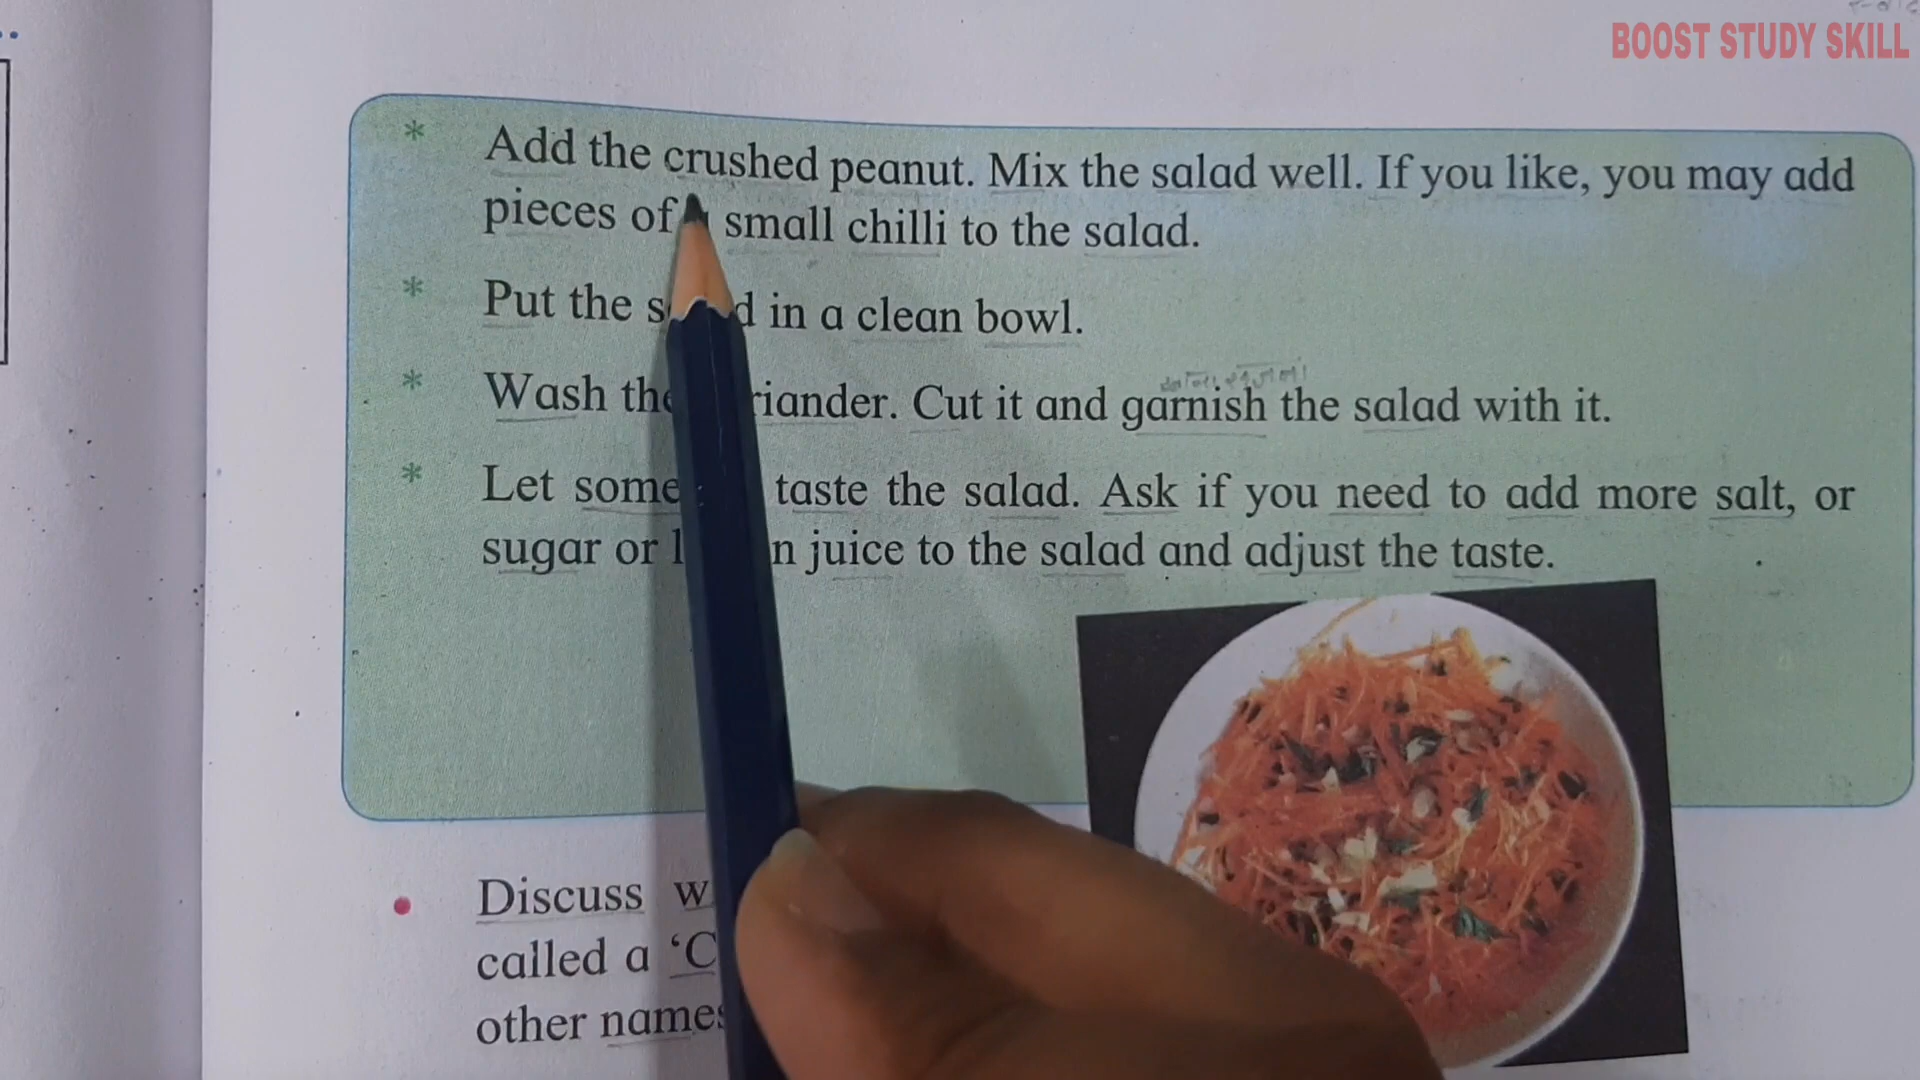 BOOST STUDY SKILL
* Add the crushed peanut. Mix the salad well. If you like, you may add
pieces of small chilli to the salad.
* Put the in a clean bowl.
* Wash the Cut it and garnish the salad with it.
* Let taste the salad. Ask if you need to add more salt, or
sugar or juice to the salad and adjust the taste.
• Discuss
called a
other names